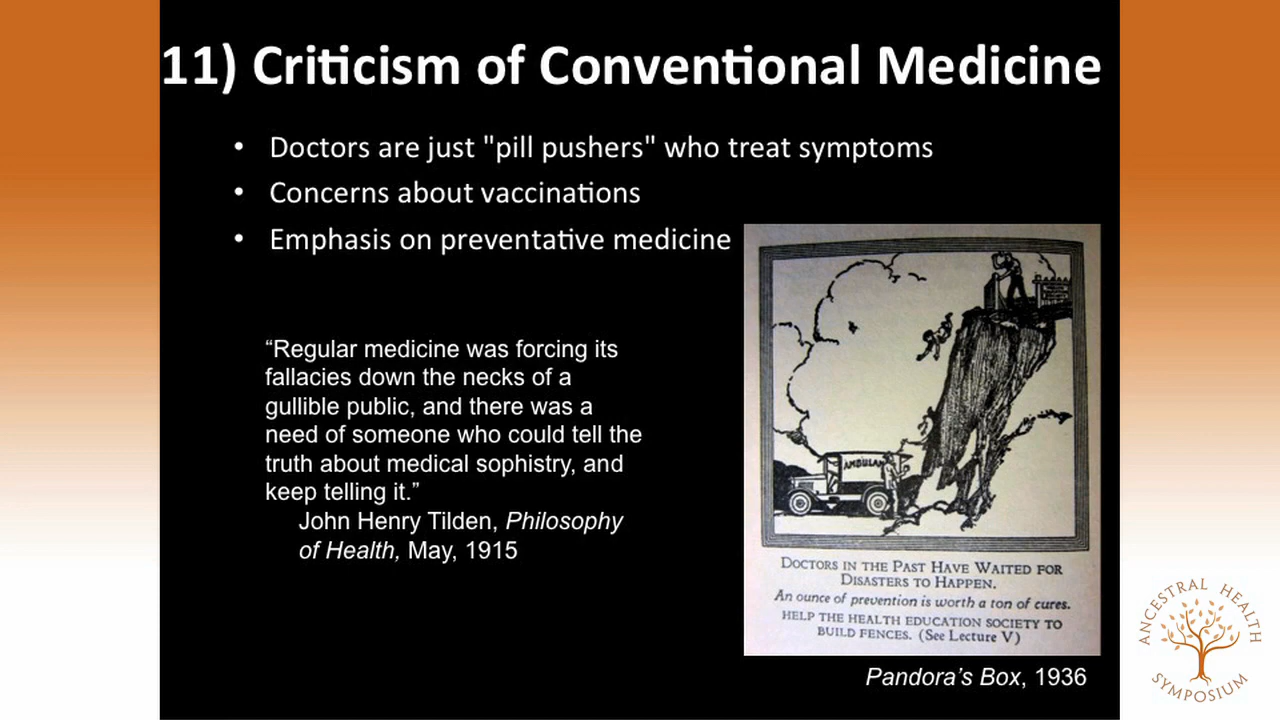 11) Criticism of Conventional Medicine
• Doctors are just "pill pushers" who treat symptoms
• Concerns about vaccinations
• Emphasis on preventative medicine
“Regular medicine was forcing its
fallacies down the necks of a
gullible public, and there was a
need of someone who could tell the
truth about medical sophistry, and
keep telling it.”
John Henry Tilden, Philosophy
of Health, May, 1915
AMBULAN
DOCTORS IN THE PAST HAVE WAITED FOR
DISASTERS TO HAPPEN.
An ounce of prevention is worth a ton of cures.
HELP THE HEALTH EDUCATION SOCIETY TO
BUILD FENCES. (See Lecture V)
Pandora’s Box, 1936
ANCESTRAL HEALTH
SYMPOSIUM